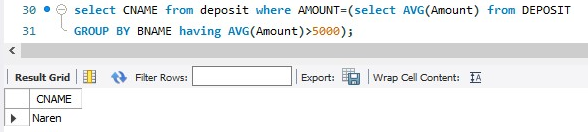 30 select CNAME from deposit where AMOUNT=(select AVG(Amount) from DEPOSIT
31 GROUP BY BNAME having AVG(Amount)>5000);
Result Grid Filter Rows: Export: Wrap Cell Content:
CNAME
Naren